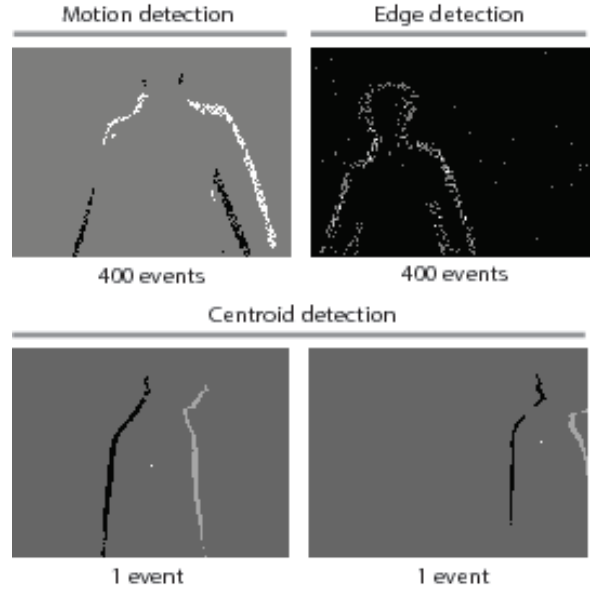 Motion detection
Edge detection
400 events
400 events
Centroid detection
1 event
1 event